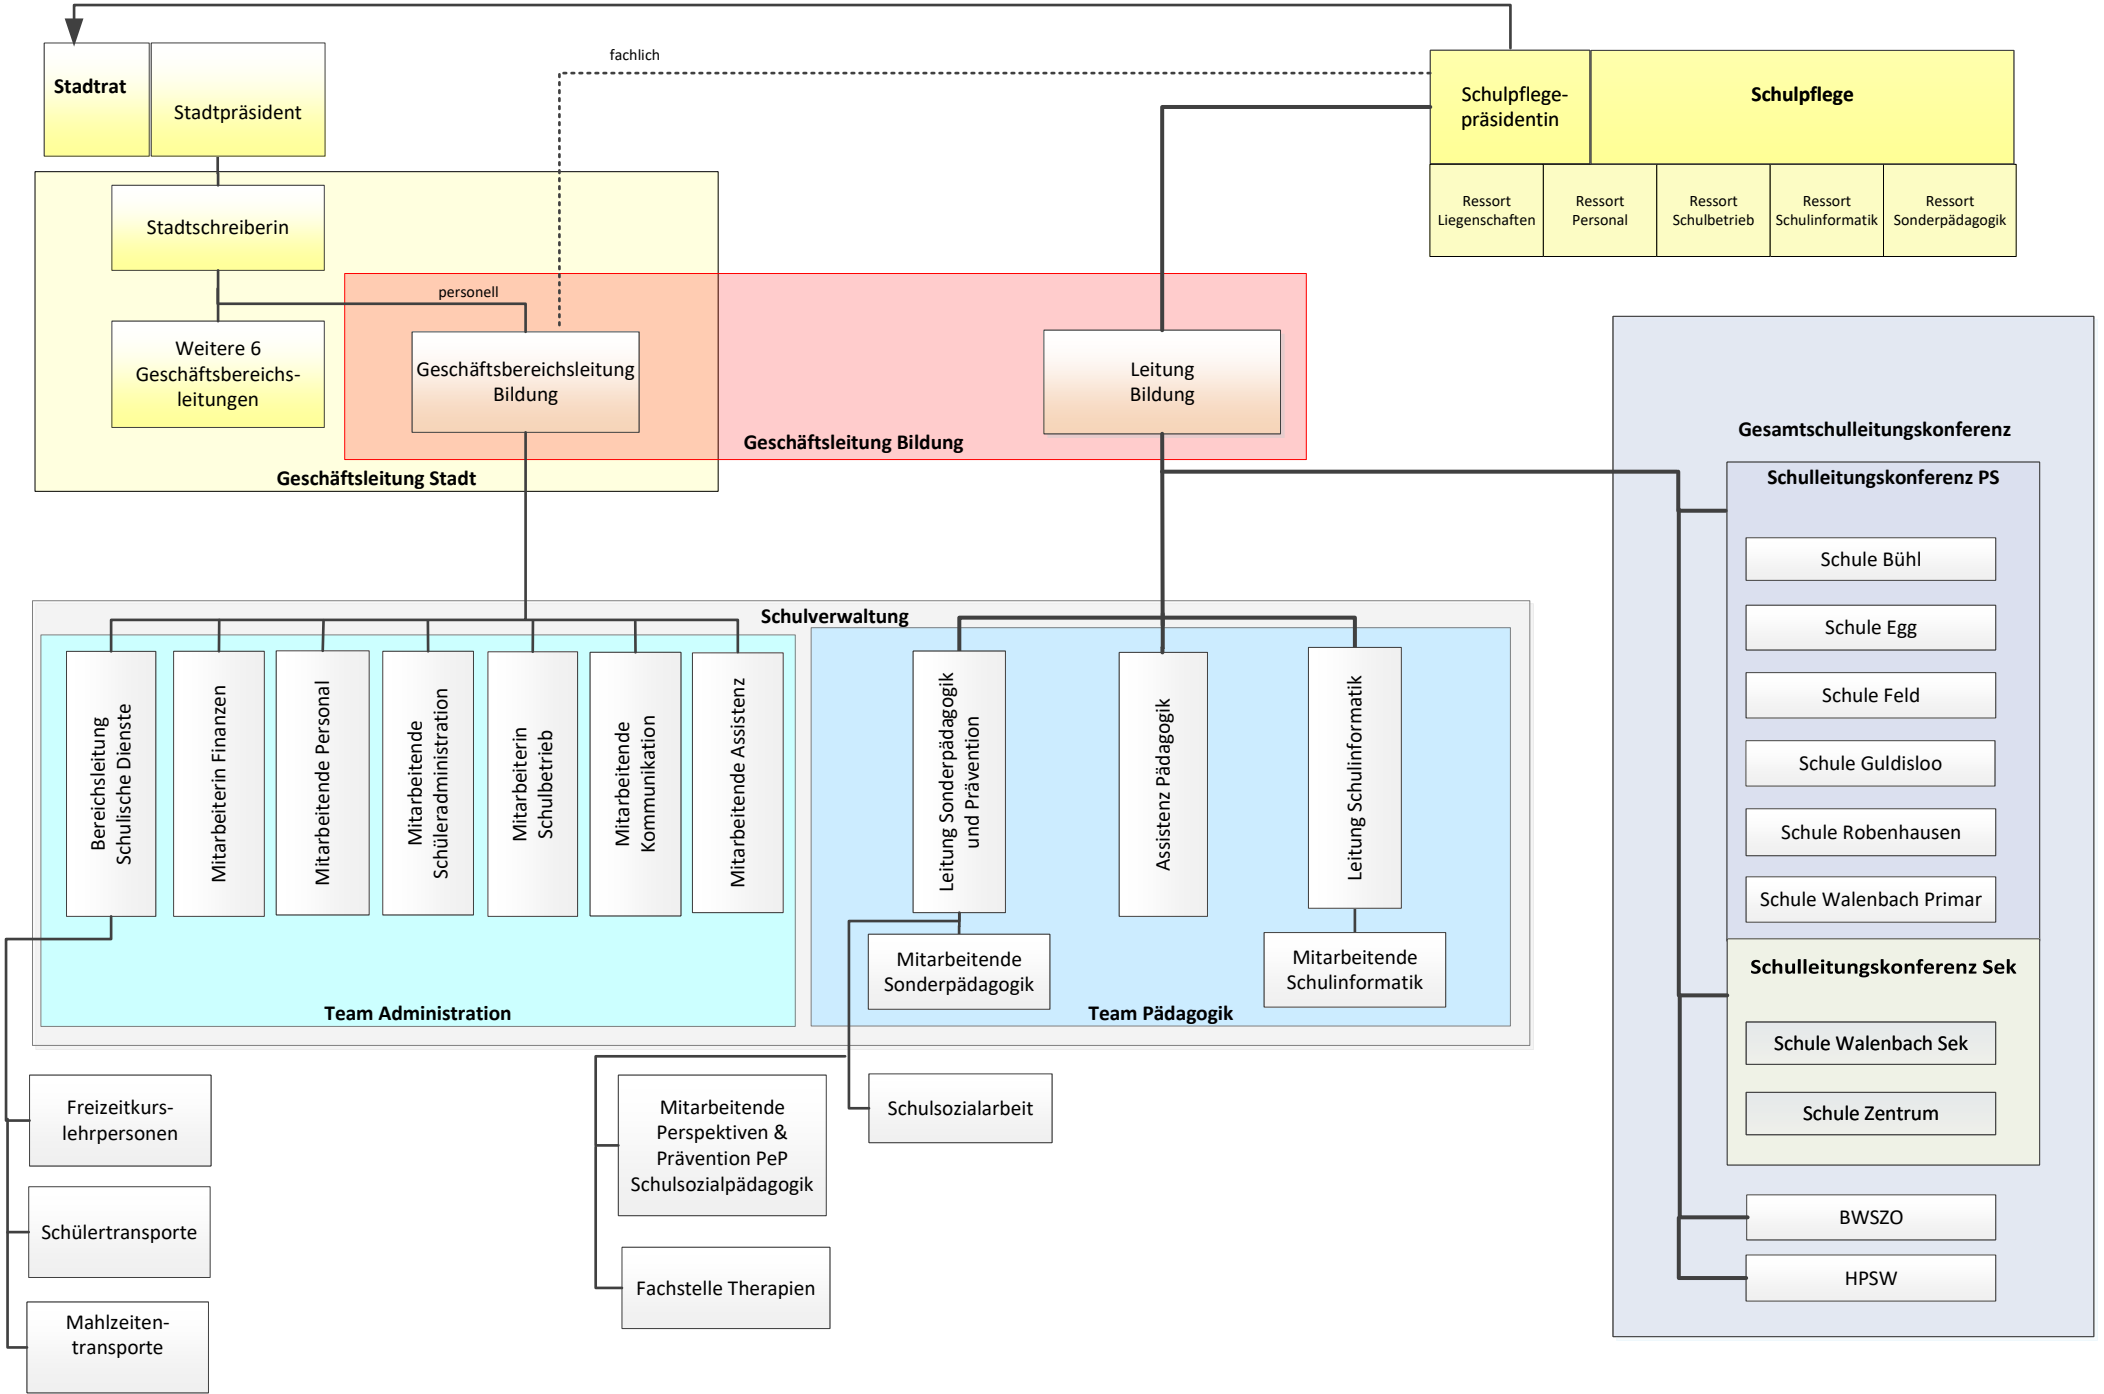 fachlich
Stadtrat
Stadtpräsident
Schulpflege-
präsidentin
Schulpflege
Ressort
Liegenschaften
Ressort
Personal
Ressort
Schulbetrieb
Ressort
Schulinformatik
Ressort
Sonderpädagogik
Stadtschreiberin
personell
Weitere 6
Geschäftsbereichs-
leitungen
Geschäftsbereichsleitung
Bildung
Leitung
Bildung
Geschäftsleitung Bildung
Geschäftsleitung Stadt
Gesamtschulleitungskonferenz
Schulleitungskonferenz PS
Schule Bühl
Schule Egg
Schule Feld
Schule Guldisloo
Schule Robenhausen
Schule Walenbach Primar
Schulleitungskonferenz Sek
Schule Walenbach Sek
Schule Zentrum
BWSZO
HPSW
Schulverwaltung
Bereichsleitung
Schulische Dienste
Mitarbeiterin Finanzen
Mitarbeitende Personal
Mitarbeitende
Schüleradministration
Mitarbeiterin
Schulbetrieb
Mitarbeitende
Kommunikation
Mitarbeitende Assistenz
Leitung Sonderpädagogik
und Prävention
Assistenz Pädagogik
Leitung Schulinformatik
Mitarbeitende
Sonderpädagogik
Mitarbeitende
Schulinformatik
Team Administration
Team Pädagogik
Freizeitkurs-
lehrpersonen
Schülertransporte
Mahlzeiten-
transporte
Mitarbeitende
Perspektiven &
Prävention PeP
Schulsozialpädagogik
Schulsozialarbeit
Fachstelle Therapien